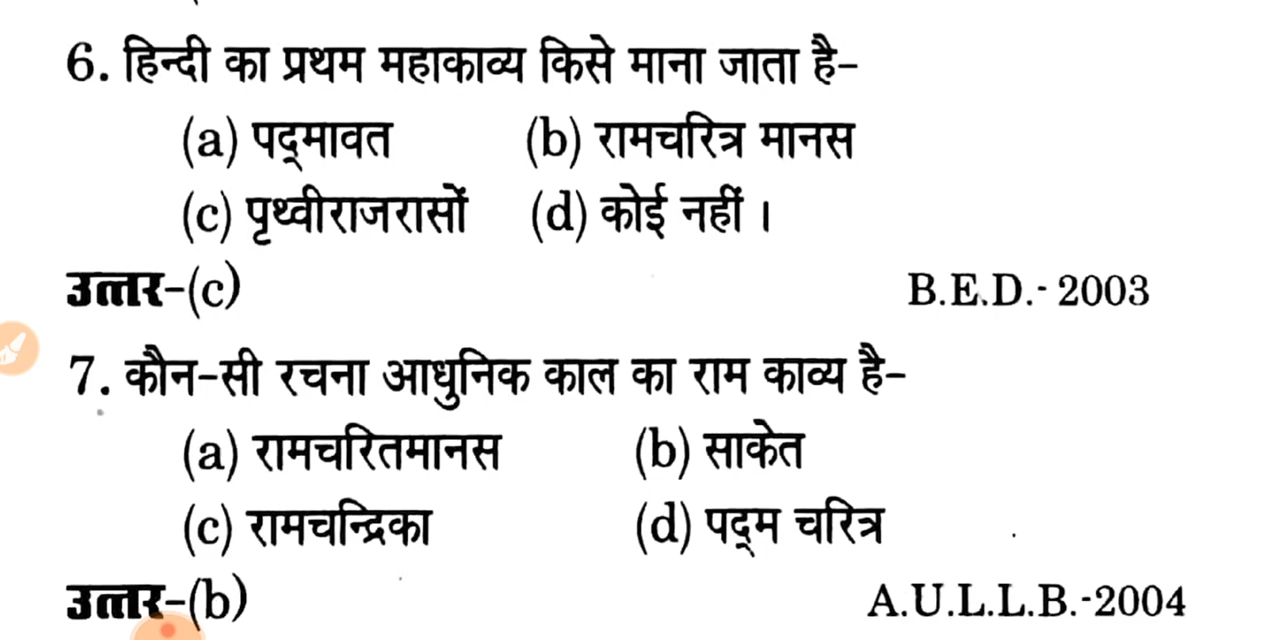 6. हिन्दी का प्रथम महाकाव्य किसे माना जाता है-
(a) पद्‌मावत (b) रामचरित्र मानस
(c) पृथ्वीराजरासों (d) कोई नहीं।
उत्तर-(c) B.E.D.- 2003
7. कौन-सी रचना आधुनिक काल का राम काव्य है-
(a) रामचरितमानस (b) साकेत
(c) रामचन्द्रिका (d) पद्‌म चरित्र
उत्तर-(b) A.U.L.L.B.-2004